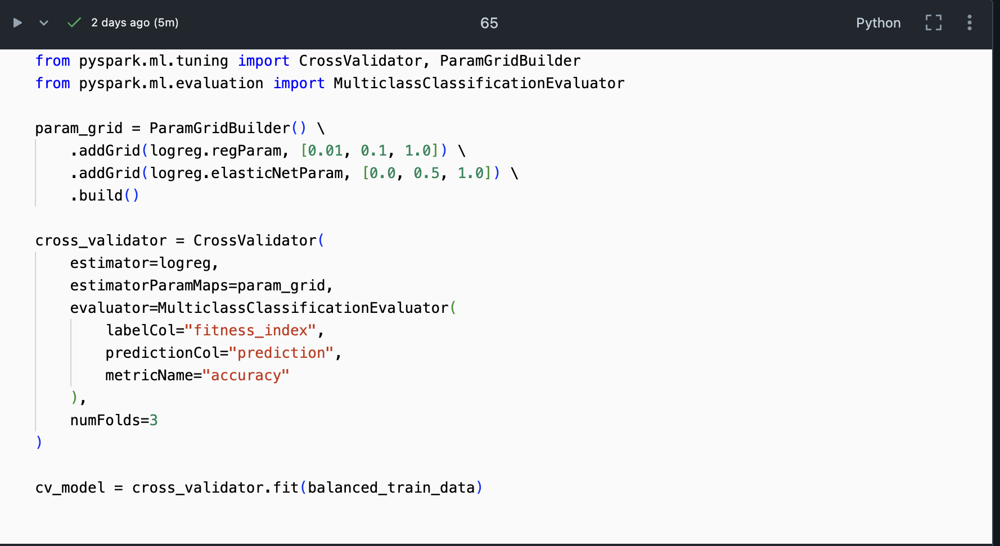 2 days ago (5m) 65 Python
from pyspark.ml.tuning import CrossValidator, ParamGridBuilder
from pyspark.ml.evaluation import MulticlassClassificationEvaluator

param_grid = ParamGridBuilder() \
    .addGrid(logreg.regParam, [0.01, 0.1, 1.0]) \
    .addGrid(logreg.elasticNetParam, [0.0, 0.5, 1.0]) \
    .build()

cross_validator = CrossValidator(
    estimator=logreg,
    estimatorParamMaps=param_grid,
    evaluator=MulticlassClassificationEvaluator(
        labelCol="fitness_index",
        predictionCol="prediction",
        metricName="accuracy"
    ),
    numFolds=3
)

cv_model = cross_validator.fit(balanced_train_data)